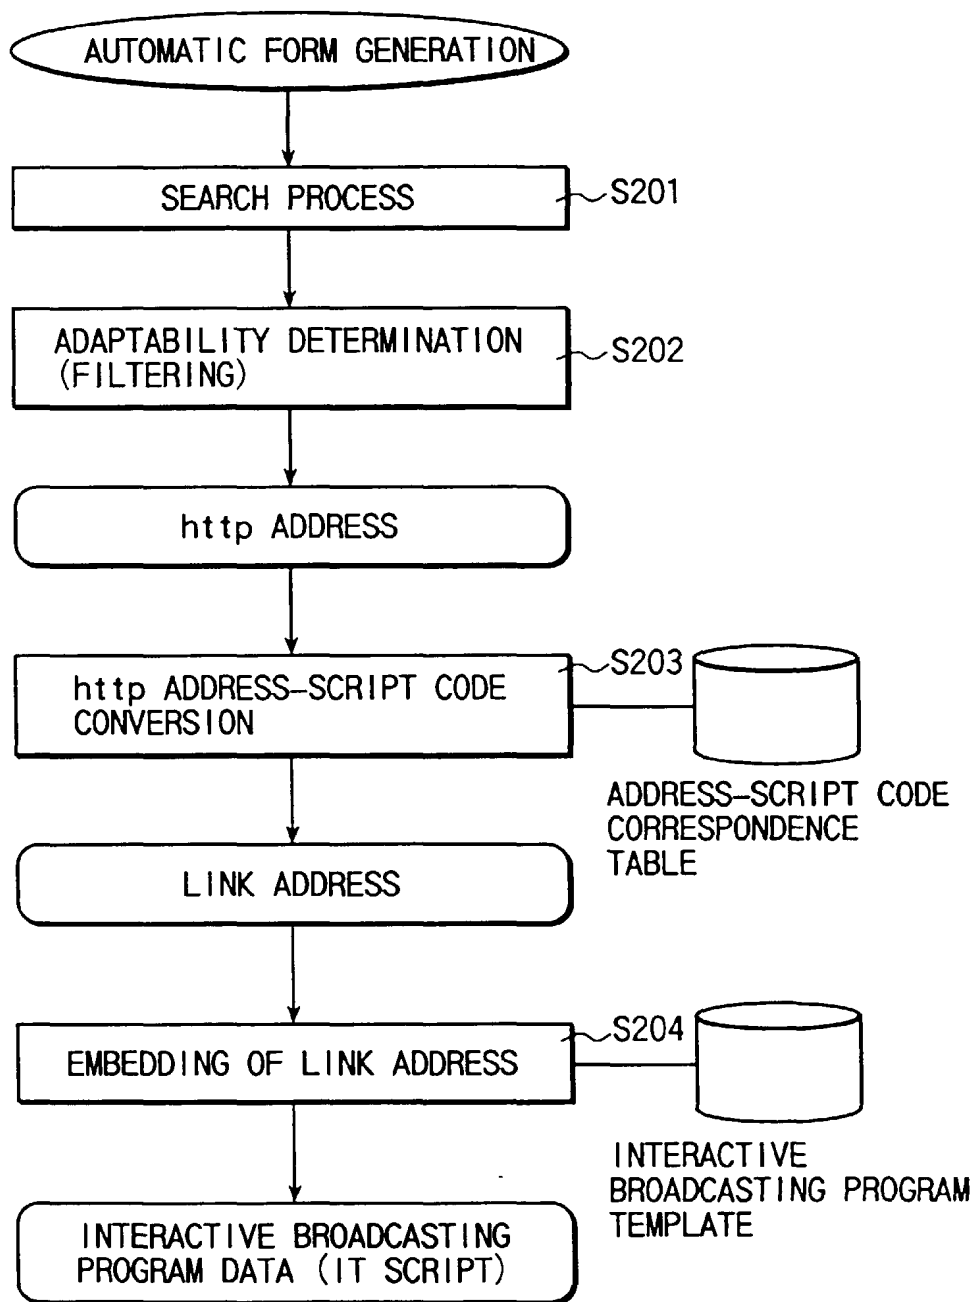 AUTOMATIC FORM GENERATION
SEARCH PROCESS
S201
ADAPTABILITY DETERMINATION
(FILTERING)
S202
http ADDRESS
http ADDRESS-SCRIPT CODE
CONVERSION
S203
ADDRESS-SCRIPT CODE
CORRESPONDENCE
TABLE
LINK ADDRESS
EMBEDDING OF LINK ADDRESS
S204
INTERACTIVE
BROADCASTING PROGRAM
TEMPLATE
INTERACTIVE BROADCASTING
PROGRAM DATA (IT SCRIPT)